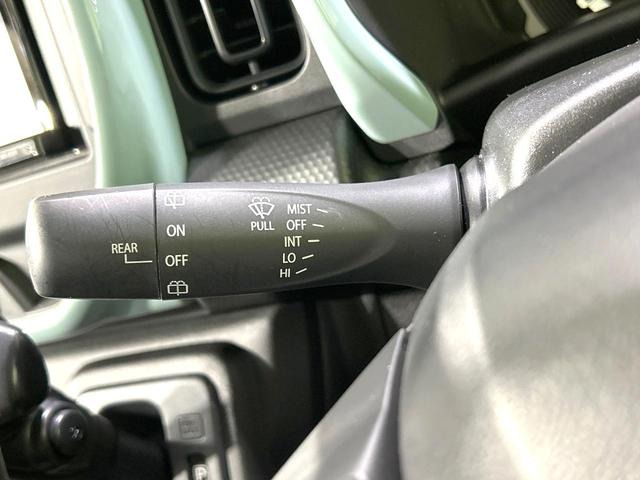 MIST
OFF
PULL
INT
LO
HI
ON
REAR
OFF
P